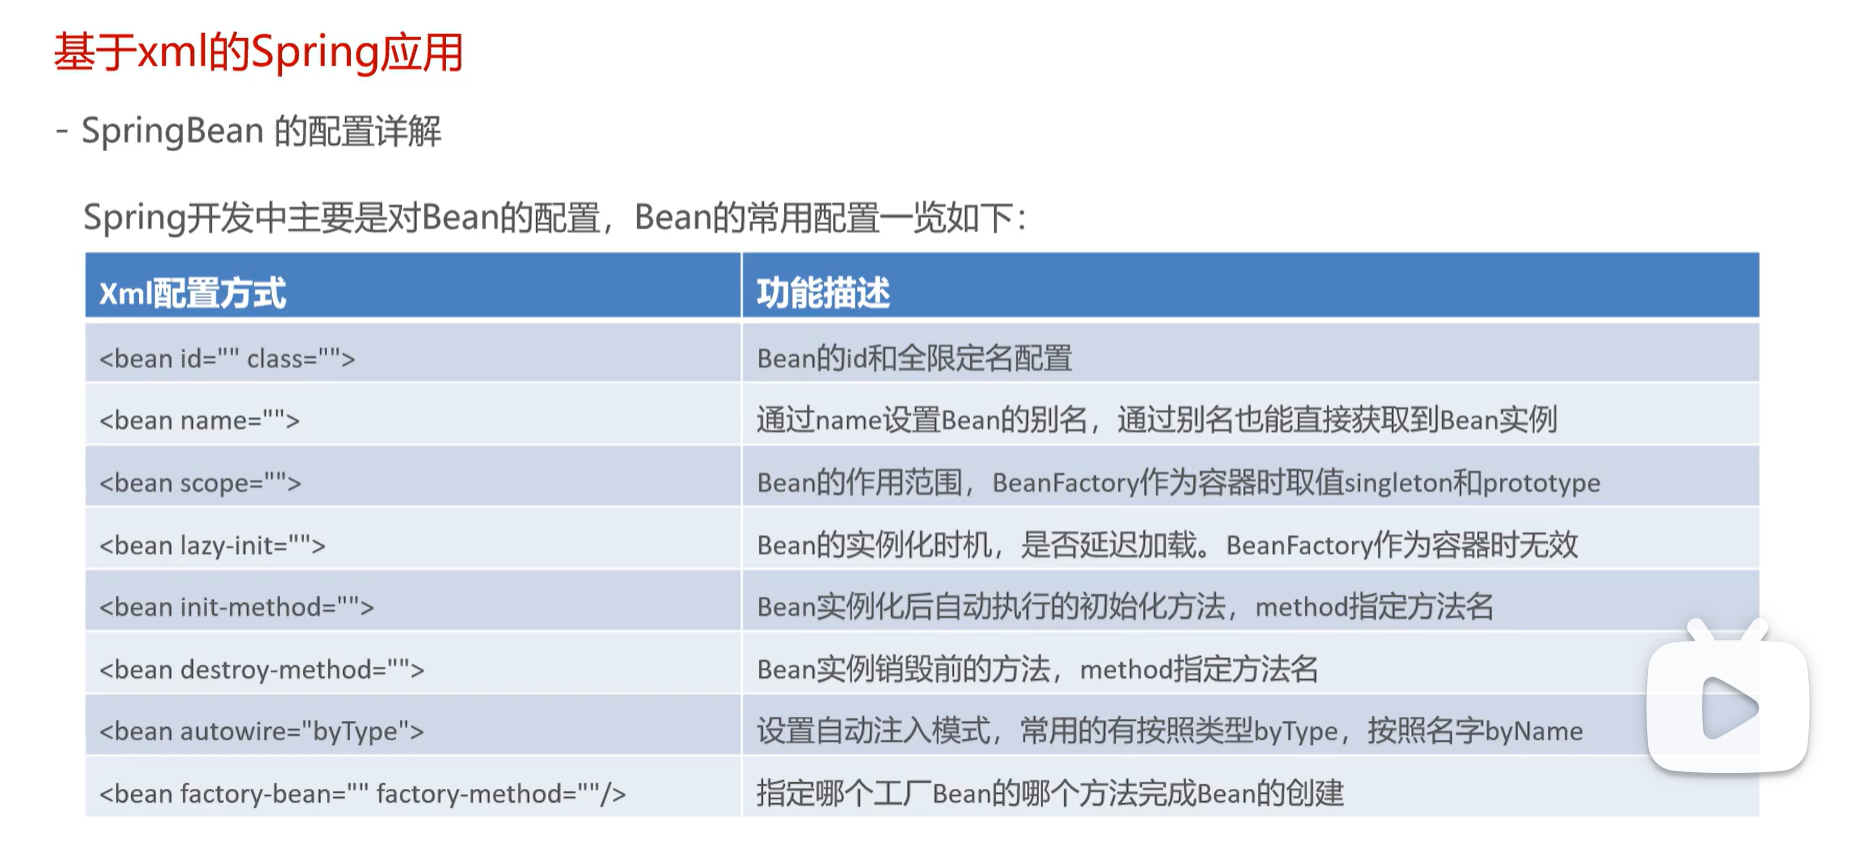 基于xml的Spring应用
- SpringBean 的配置详解
Spring开发中主要是对Bean的配置，Bean的常用配置一览如下：
Xml配置方式 功能描述
<bean id="" class=""> Bean的id和全限定名配置
<bean name=""> 通过name设置Bean的别名，通过别名也能直接获取到Bean实例
<bean scope=""> Bean的作用范围，BeanFactory作为容器时取值singleton和prototype
<bean lazy-init=""> Bean的实例化时机，是否延迟加载。BeanFactory作为容器时无效
<bean init-method=""> Bean实例化后自动执行的初始化方法，method指定方法名
<bean destroy-method=""> Bean实例销毁前的方法，method指定方法名
<bean autowire="byType"> 设置自动注入模式，常用的有按照类型byType，按照名字byName
<bean factory-bean="" factory-method=""/> 指定哪个工厂Bean的哪个方法完成Bean的创建